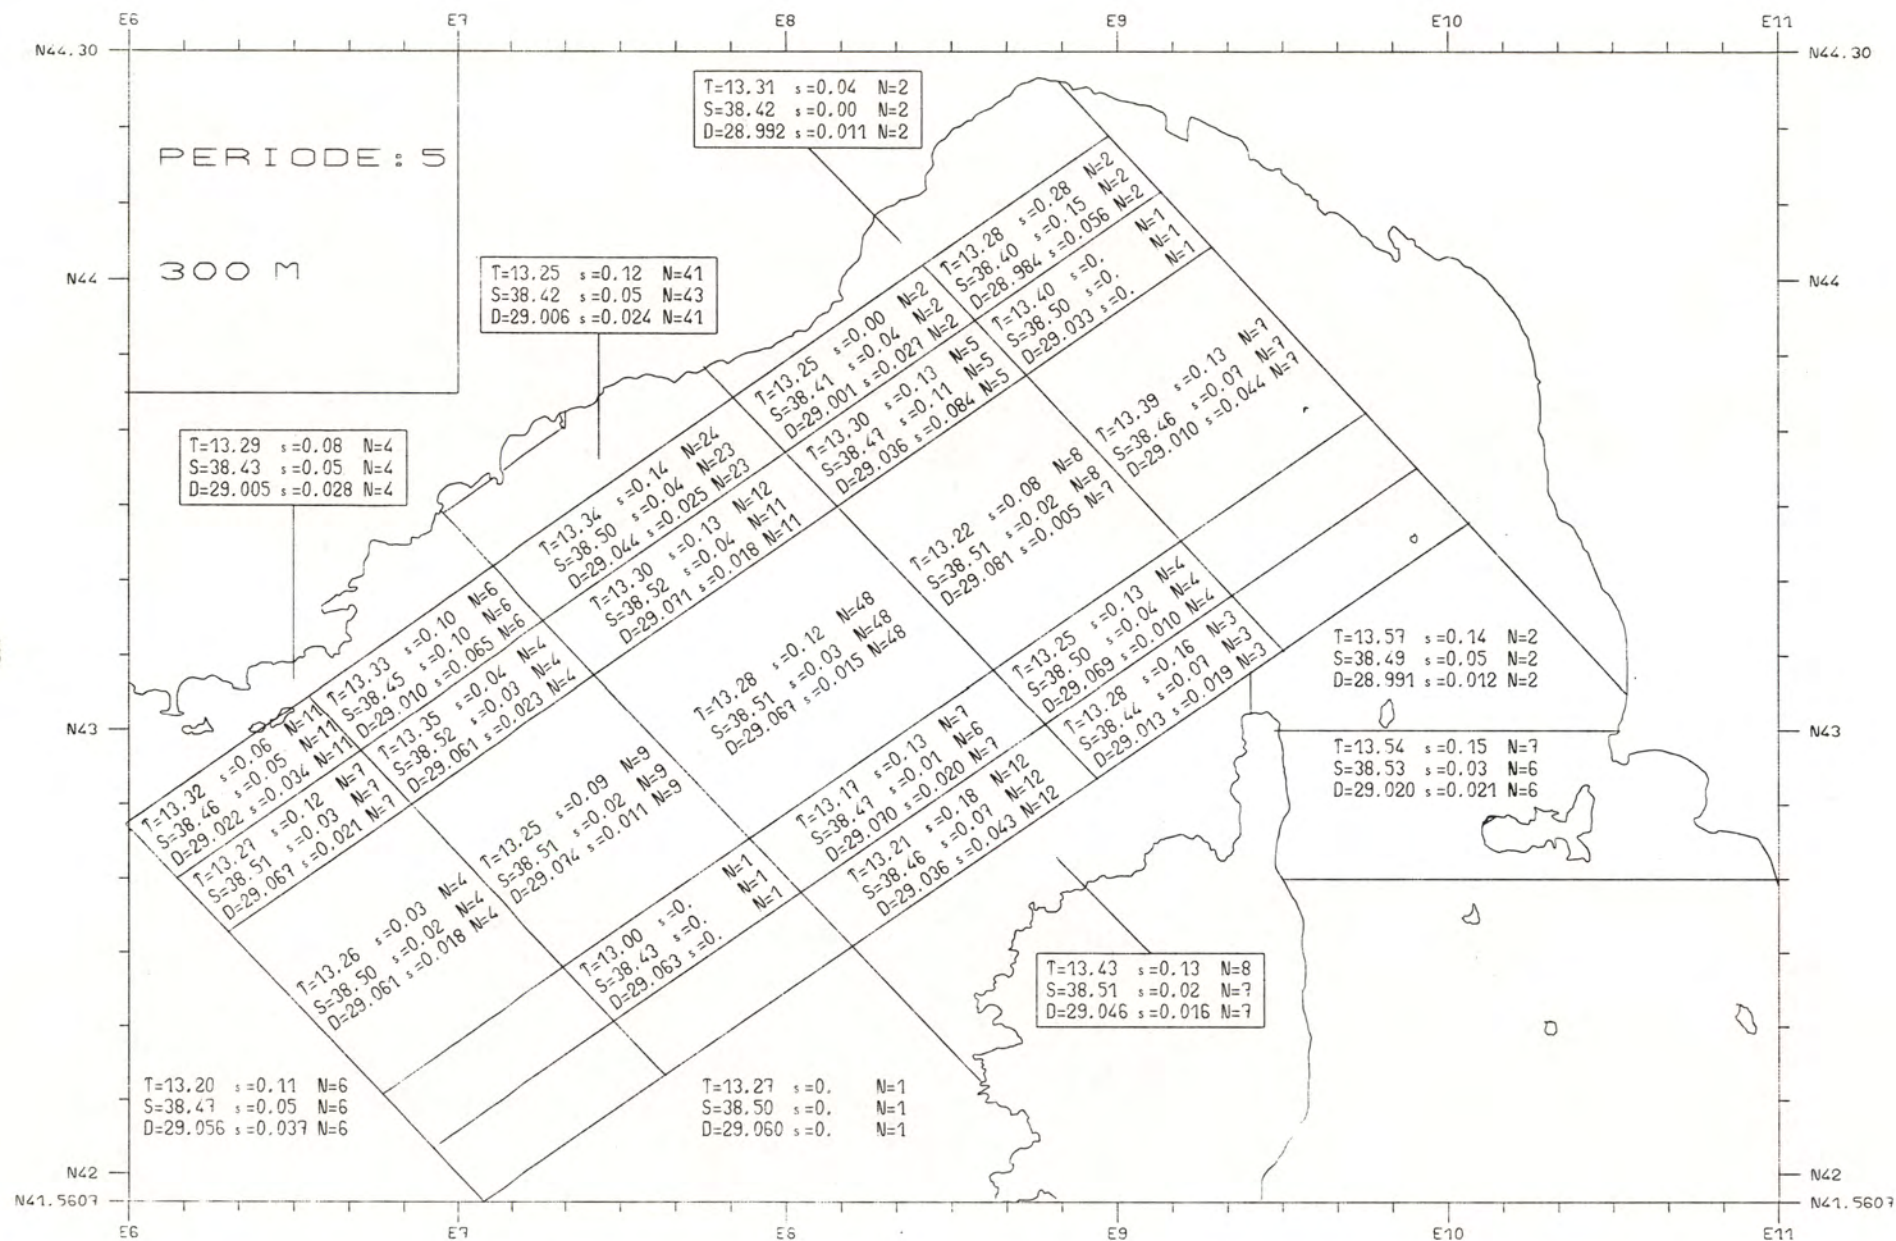 E6 E7 E8 E9 E10 E11
N44.30 N44.30
PERIODE: 5
300 M
T=13.31 s=0.04 N=2
S=38.42 s=0.00 N=2
D=28.992 s=0.011 N=2
T=13.25 s=0.12 N=41
S=38.42 s=0.05 N=43
D=29.006 s=0.024 N=41
T=13.29 s=0.08 N=4
S=38.43 s=0.05 N=4
D=29.005 s=0.028 N=4
N44 N44
T=13.28 s=0.28 N=2
S=38.40 s=0.15 N=2
D=28.984 s=0.056 N=2
T=13.40 s=0. N=1
S=38.50 s=0. N=1
D=29.033 s=0. N=1
T=13.25 s=0.00 N=2
S=38.41 s=0.04 N=2
D=29.001 s=0.027 N=2
T=13.30 s=0.13 N=5
S=38.47 s=0.11 N=5
D=29.036 s=0.084 N=5
T=13.39 s=0.13 N=7
S=38.46 s=0.07 N=7
D=29.010 s=0.044 N=7
T=13.34 s=0.14 N=24
S=38.50 s=0.04 N=23
D=29.044 s=0.025 N=23
T=13.30 s=0.13 N=12
S=38.52 s=0.04 N=11
D=29.071 s=0.018 N=11
T=13.22 s=0.08 N=8
S=38.51 s=0.02 N=8
D=29.081 s=0.005 N=7
T=13.33 s=0.10 N=6
S=38.45 s=0.10 N=6
D=29.010 s=0.065 N=6
T=13.35 s=0.04 N=4
S=38.52 s=0.03 N=4
D=29.061 s=0.023 N=4
T=13.28 s=0.12 N=48
S=38.51 s=0.03 N=48
D=29.067 s=0.015 N=48
T=13.25 s=0.13 N=4
S=38.50 s=0.04 N=4
D=29.069 s=0.010 N=4
T=13.28 s=0.16 N=3
S=38.44 s=0.07 N=3
D=29.013 s=0.019 N=3
T=13.57 s=0.14 N=2
S=38.49 s=0.05 N=2
D=28.991 s=0.012 N=2
N43 N43
T=13.54 s=0.15 N=7
S=38.53 s=0.03 N=6
D=29.020 s=0.021 N=6
T=13.32 s=0.06 N=11
S=38.46 s=0.05 N=11
D=29.022 s=0.034 N=11
T=13.27 s=0.12 N=7
S=38.51 s=0.03 N=7
D=29.067 s=0.021 N=7
T=13.25 s=0.09 N=9
S=38.51 s=0.02 N=9
D=29.074 s=0.011 N=9
T=13.17 s=0.13 N=7
S=38.47 s=0.01 N=6
D=29.070 s=0.020 N=7
T=13.21 s=0.18 N=12
S=38.46 s=0.07 N=12
D=29.036 s=0.043 N=12
T=13.26 s=0.03 N=4
S=38.50 s=0.02 N=4
D=29.061 s=0.018 N=4
T=13.00 s=0. N=1
S=38.43 s=0. N=1
D=29.063 s=0. N=1
T=13.43 s=0.13 N=8
S=38.51 s=0.02 N=7
D=29.046 s=0.016 N=7
T=13.20 s=0.11 N=6
S=38.47 s=0.05 N=6
D=29.056 s=0.037 N=6
T=13.27 s=0. N=1
S=38.50 s=0. N=1
D=29.060 s=0. N=1
N42 N42
N41.5607 N41.5607
E6 E7 E8 E9 E10 E11